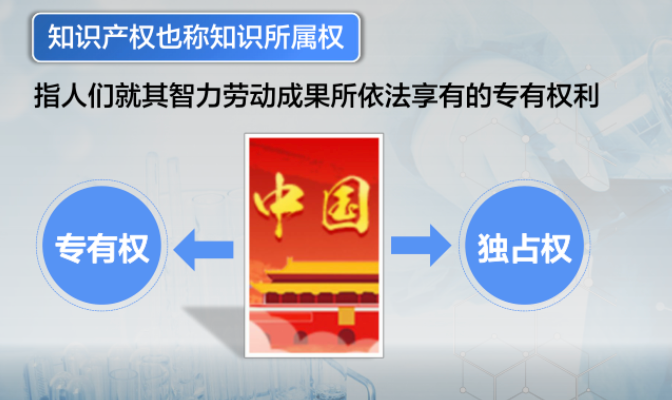 知识产权也称知识所属权
指人们就其智力劳动成果所依法享有的专有权利
中国
专有权
独占权